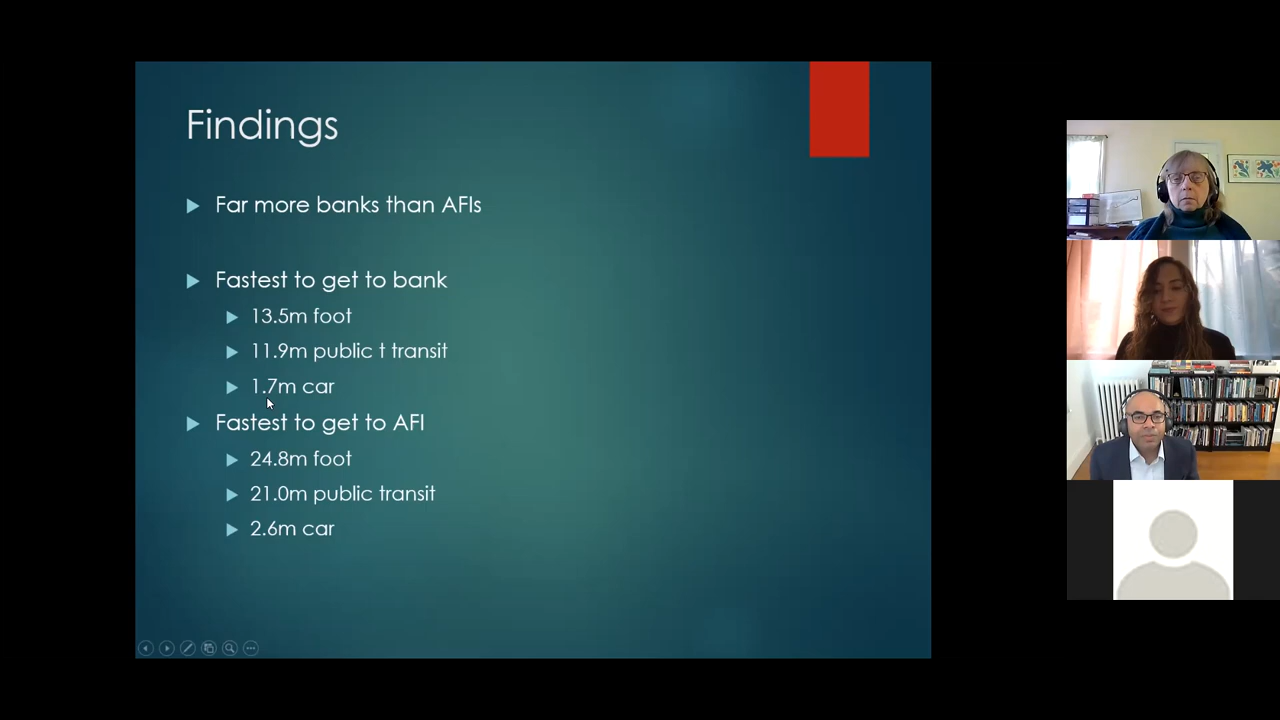 Findings
Far more banks than AFIs
Fastest to get to bank
13.5m foot
11.9m public t transit
1.7m car
Fastest to get to AFI
24.8m foot
21.0m public transit
2.6m car